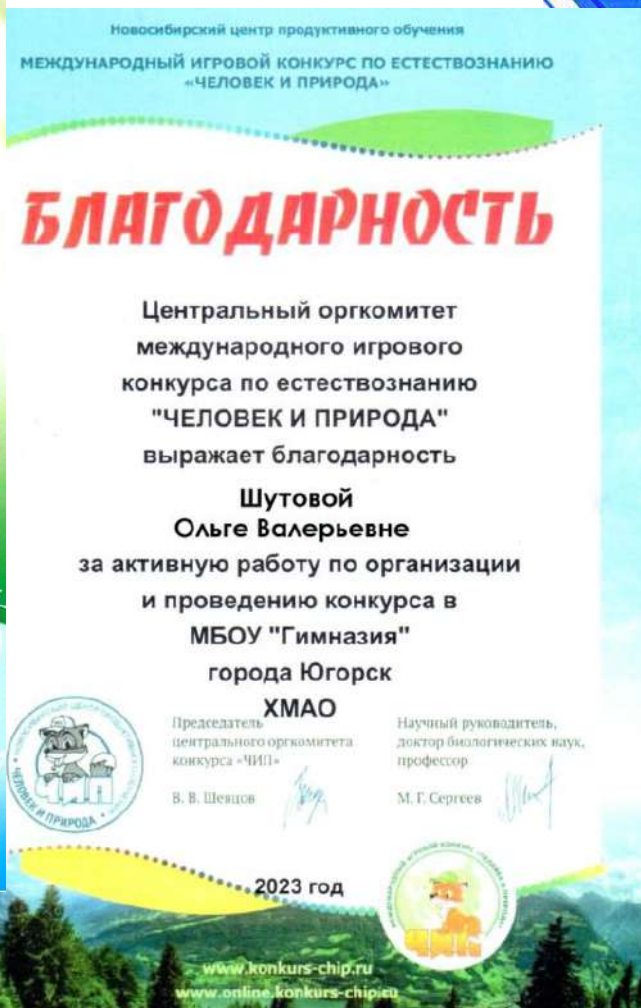 Новосибирский центр продуктивного обучения
МЕЖДУНАРОДНЫЙ ИГРОВОЙ КОНКУРС ПО ЕСТЕСТВОЗНАНИЮ
«ЧЕЛОВЕК И ПРИРОДА»
БЛАГОДАРНОСТЬ
Центральный оргкомитет
международного игрового
конкурса по естествознанию
"ЧЕЛОВЕК И ПРИРОДА"
выражает благодарность
Шутовой
Ольге Валерьевне
за активную работу по организации
и проведению конкурса в
МБОУ "Гимназия"
города Югорск
ХМАО
Председатель
центрального оргкомитета
конкурса «ЧИП»
В. В. Шевцов
Научный руководитель,
доктор биологических наук,
профессор
М. Г. Сергеев
ЧИП
ЧЕЛОВЕК И ПРИРОДА
2023 год
ЧИП
www.konkurs-chip.ru
www.online.konkurs-chip.ru